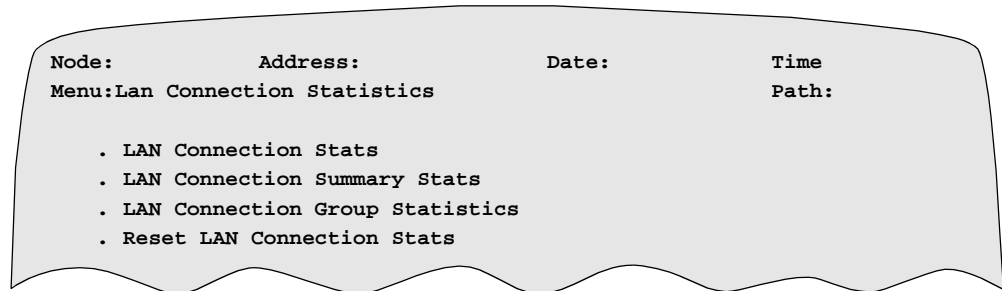 Node: Address: Date: Time
Menu:Lan Connection Statistics Path:
. LAN Connection Stats
. LAN Connection Summary Stats
. LAN Connection Group Statistics
. Reset LAN Connection Stats